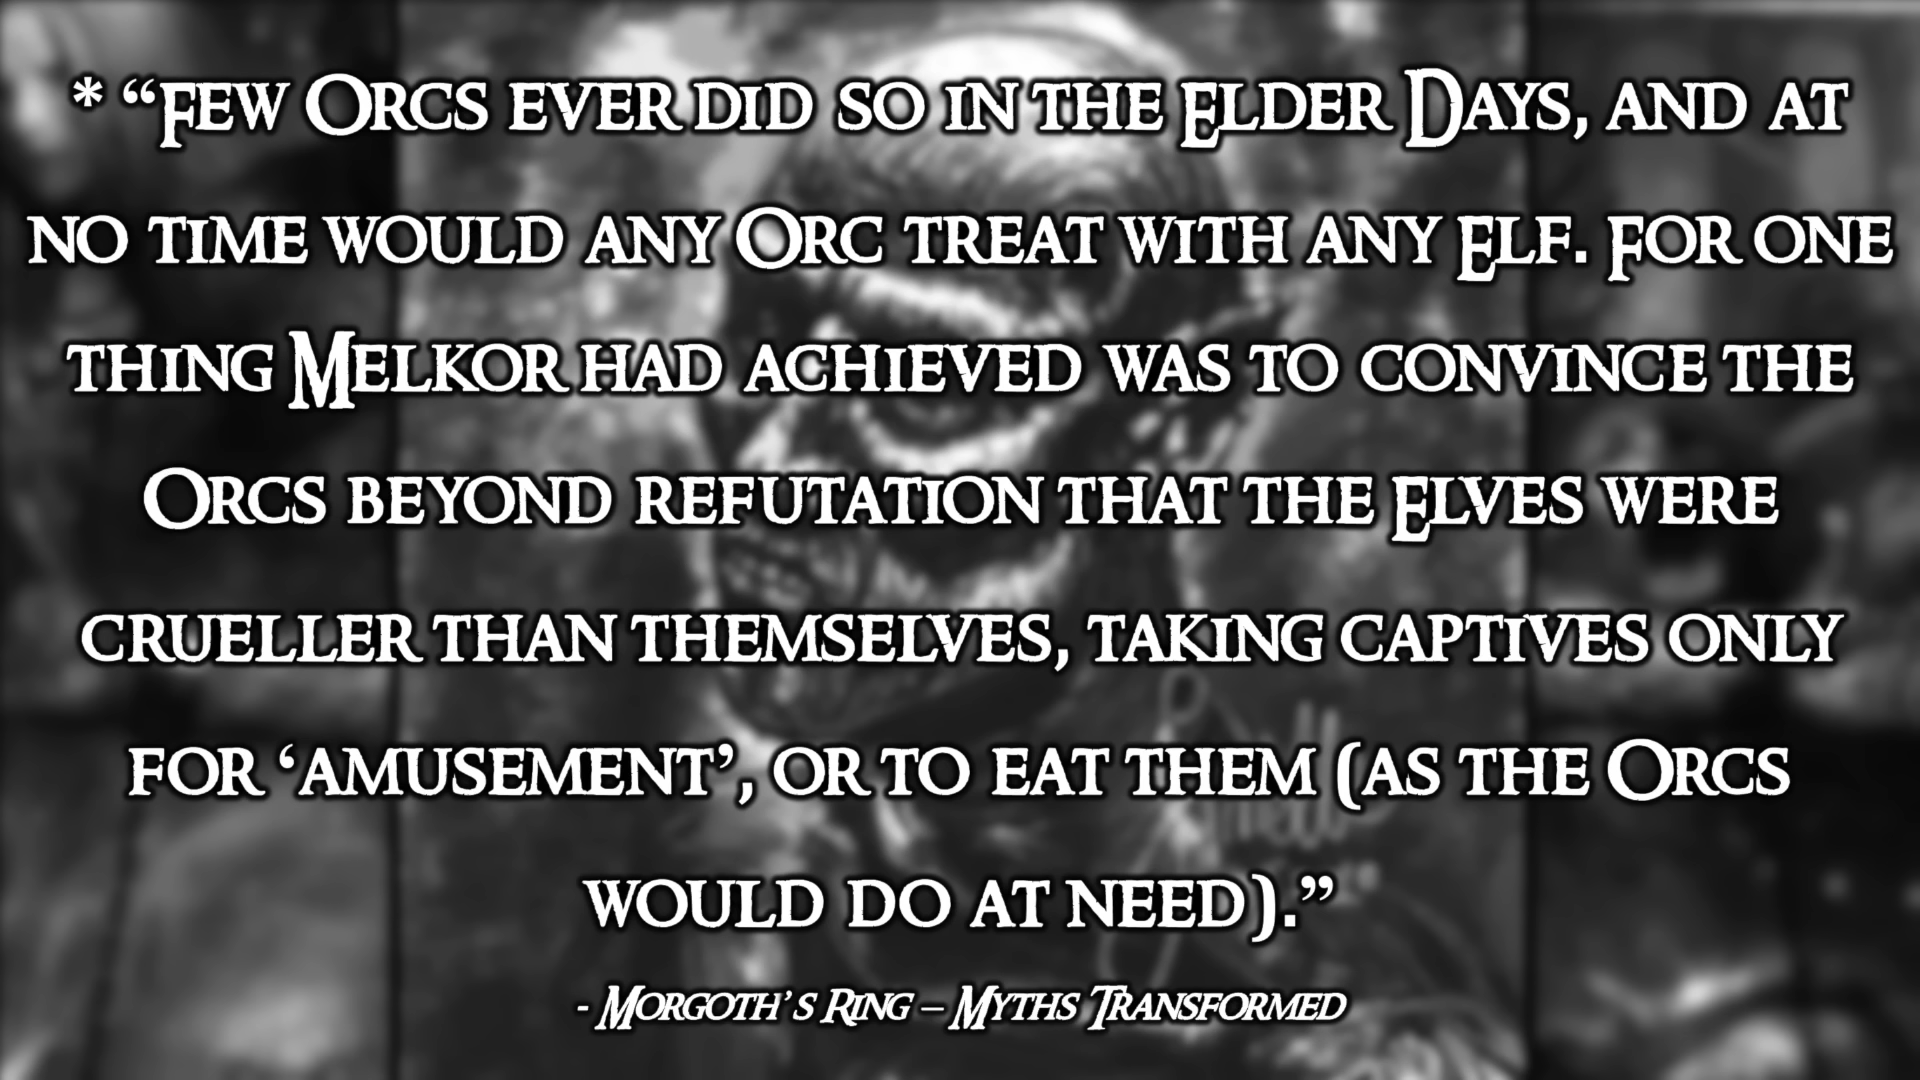 * “Few Orcs ever did so in the Elder Days, and at
no time would any Orc treat with any Elf. For one
thing Melkor had achieved was to convince the
Orcs beyond refutation that the Elves were
crueller than themselves, taking captives only
for ‘amusement’, or to eat them (as the Orcs
would do at need).”
- Morgoth’s Ring – Myths Transformed